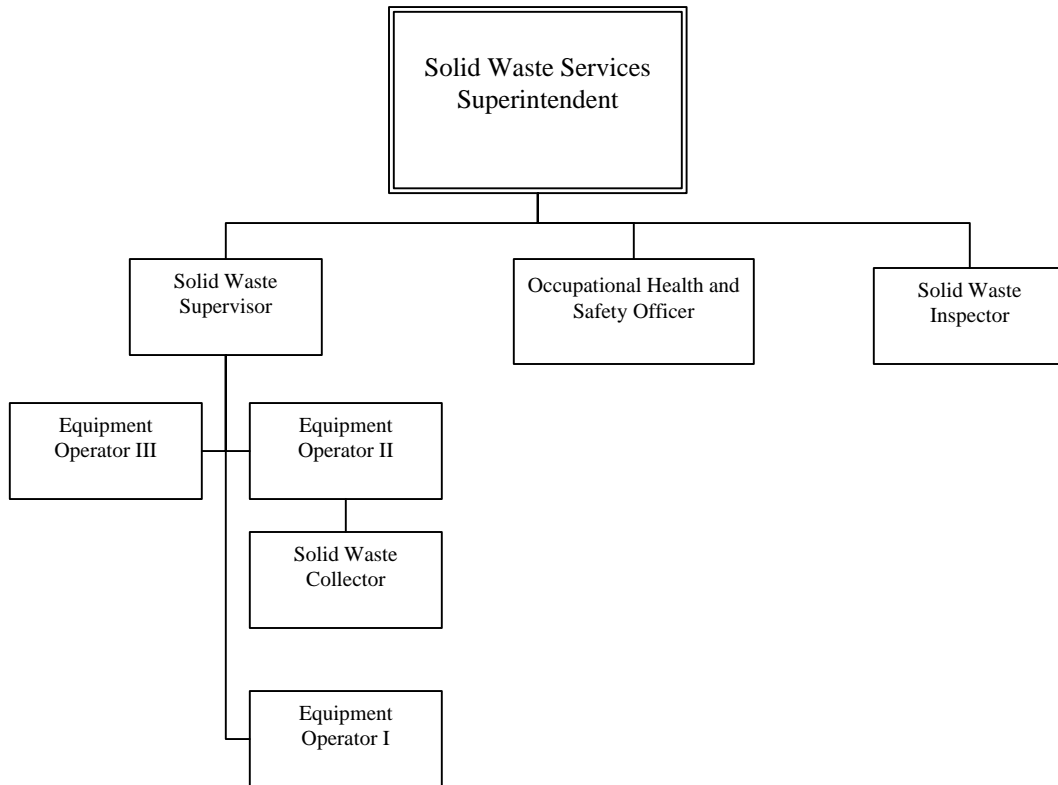 Solid Waste Services
Superintendent
Solid Waste
Supervisor
Occupational Health and
Safety Officer
Solid Waste
Inspector
Equipment
Operator III
Equipment
Operator II
Solid Waste
Collector
Equipment
Operator I